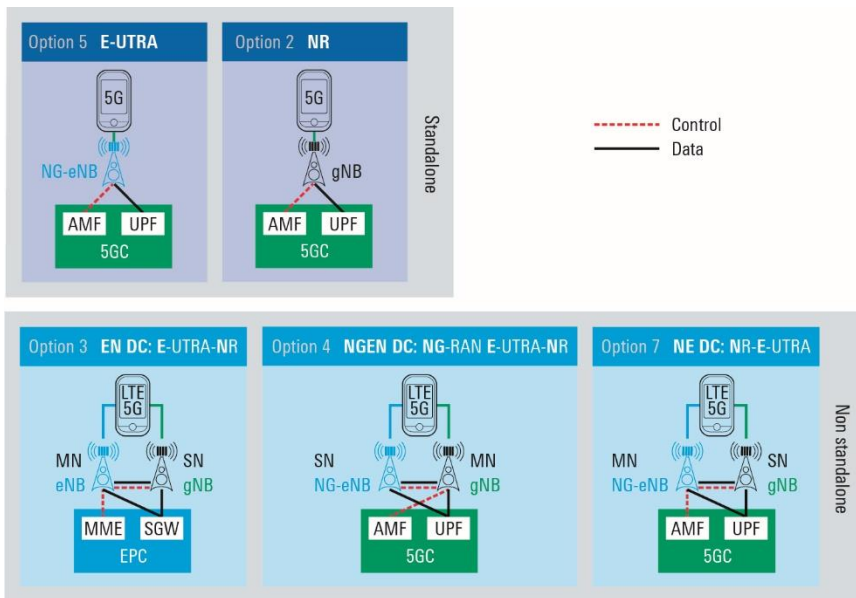 Option 5 E-UTRA
5G
NG-eNB
AMF UPF
5GC
Option 2 NR
5G
gNB
AMF UPF
5GC
Standalone
Control
Data
Option 3 EN DC: E-UTRA-NR
LTE
5G
MN SN
eNB gNB
MME SGW
EPC
Option 4 NGEN DC: NG-RAN E-UTRA-NR
LTE
5G
SN MN
NG-eNB gNB
AMF UPF
5GC
Option 7 NE DC: NR-E-UTRA
LTE
5G
MN SN
NG-eNB gNB
AMF UPF
5GC
Non standalone